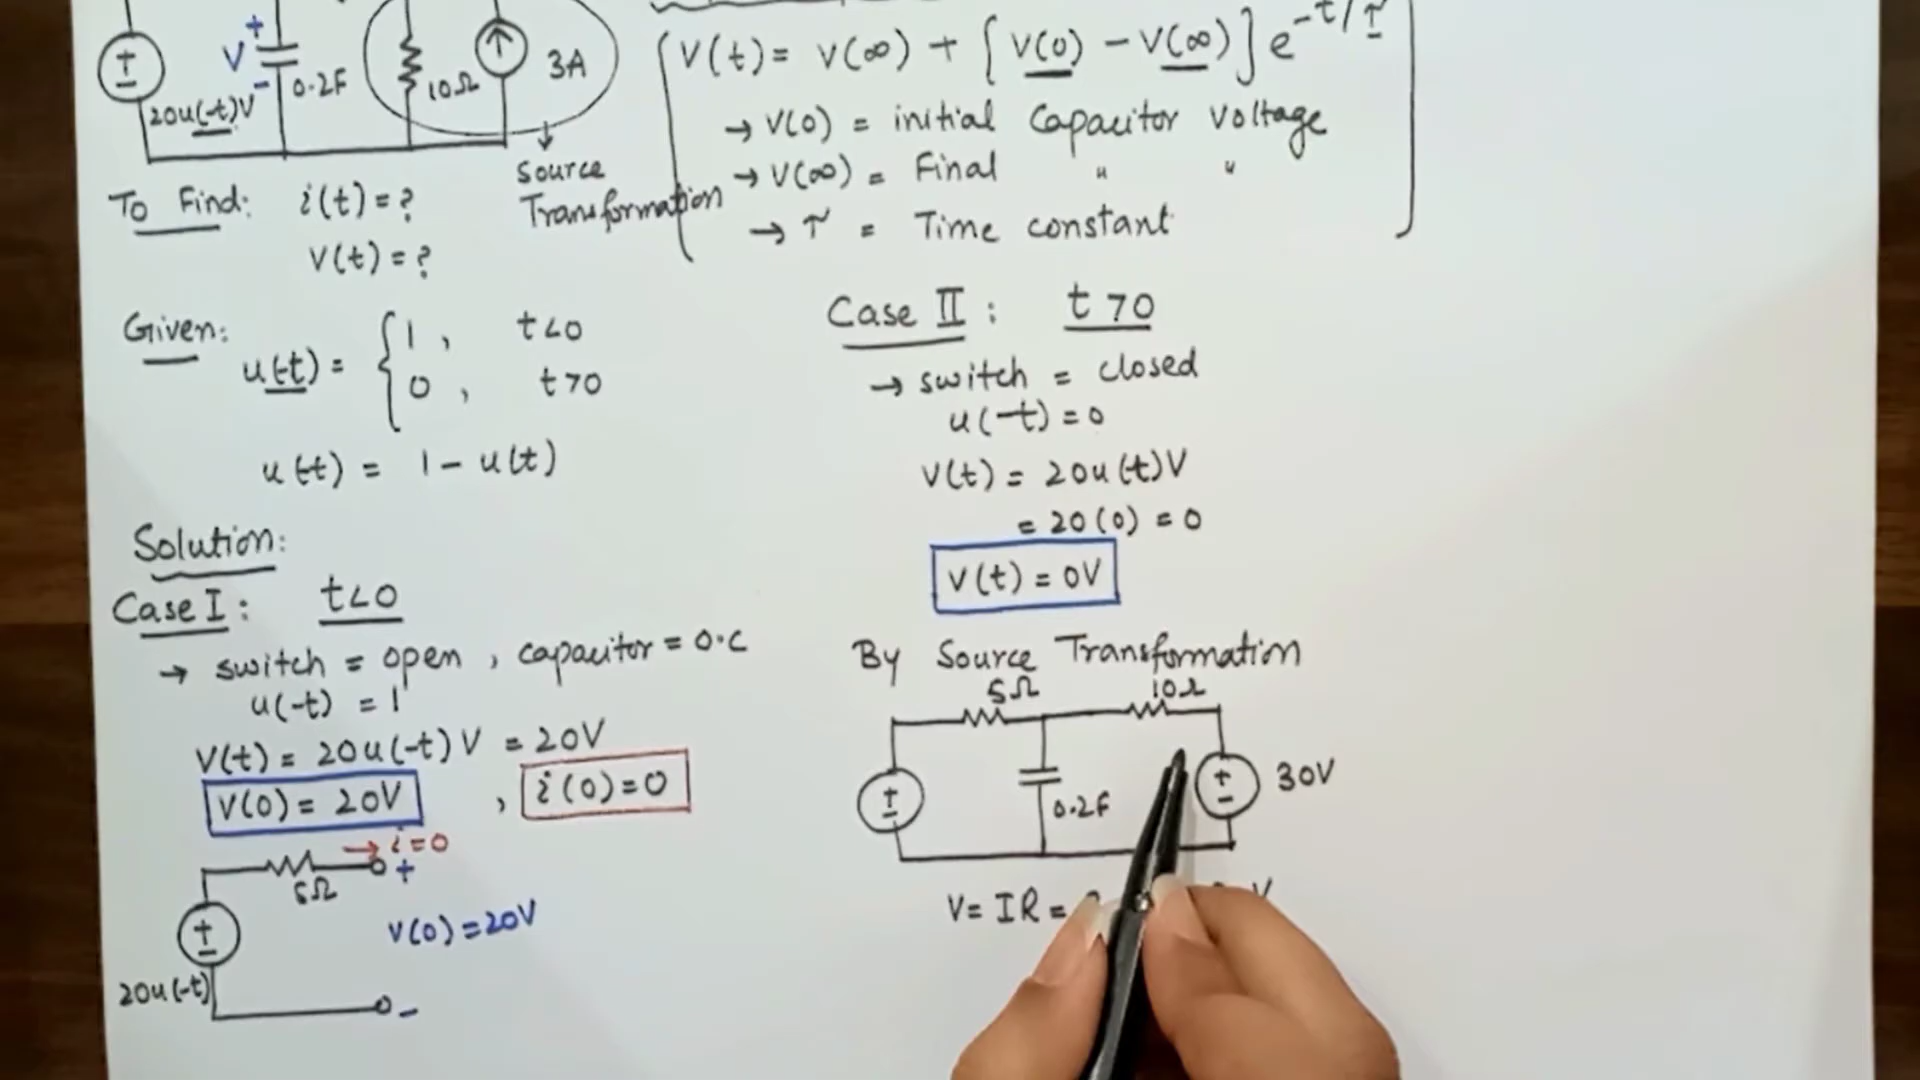 V
+
-
0.2F
10Ω
3A
20u(-t)V
Source
Transformation
To Find: i(t) = ?
V(t) = ?
V(t) = V(∞) + [V(0) - V(∞)] e^-t/τ
→ V(0) = initial Capacitor Voltage
→ V(∞) = Final " "
→ τ = Time constant
Given:
u(-t) = { 1 , t<0
0 , t>0
u(-t) = 1 - u(t)
Solution:
Case I : t<0
→ switch = open , capacitor = O.C
u(-t) = 1
V(t) = 20u(-t)V = 20V
V(0) = 20V , i(0) = 0
→ i=0
5Ω
+
V(0) = 20V
20u(-t)
-
Case II : t>0
→ switch = closed
u(-t) = 0
V(t) = 20u(-t)V
= 20(0) = 0
V(t) = 0V
By Source Transformation
5Ω 10Ω
0.2F
30V
V = IR =